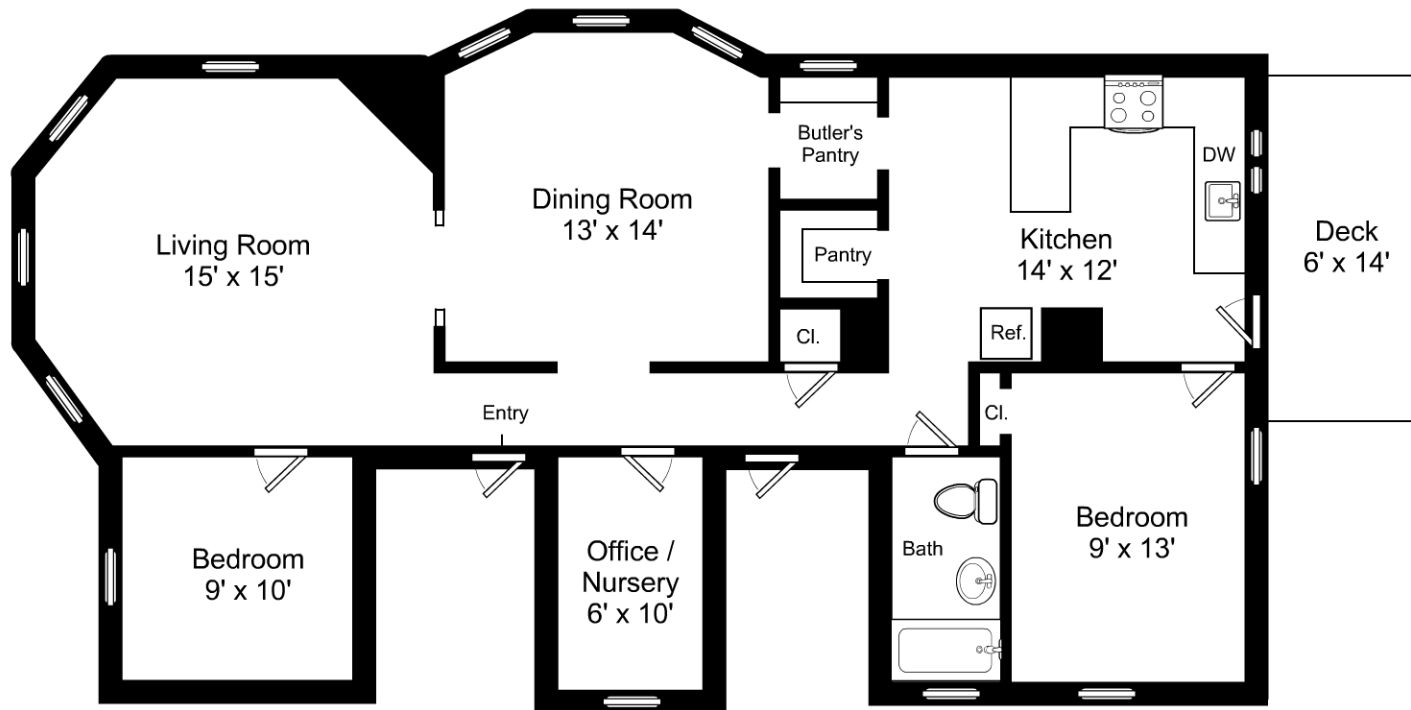 Living Room
15' x 15'
Dining Room
13' x 14'
Butler's
Pantry
Pantry
Cl.
Kitchen
14' x 12'
DW
Ref.
Deck
6' x 14'
Entry
Cl.
Bedroom
9' x 10'
Office /
Nursery
6' x 10'
Bath
Bedroom
9' x 13'